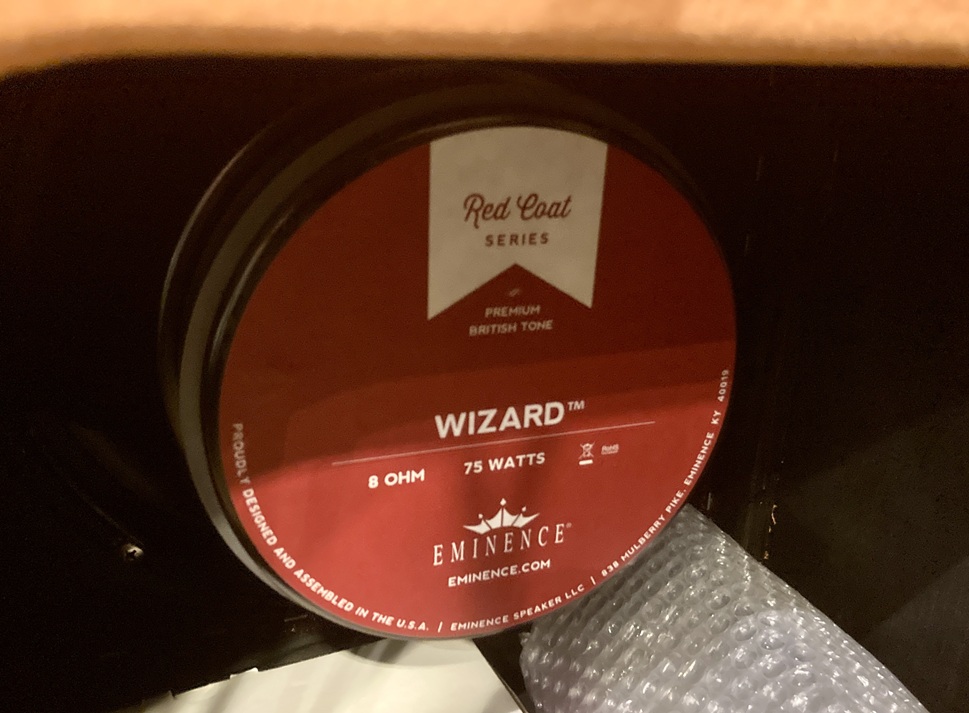 Red Coat
SERIES
PREMIUM
BRITISH TONE
WIZARD™
8 OHM 75 WATTS RoHS
EMINENCE®
EMINENCE.COM
PROUDLY DESIGNED AND ASSEMBLED IN THE U.S.A. | EMINENCE SPEAKER LLC | 838 MULBERRY PIKE, EMINENCE KY 40019